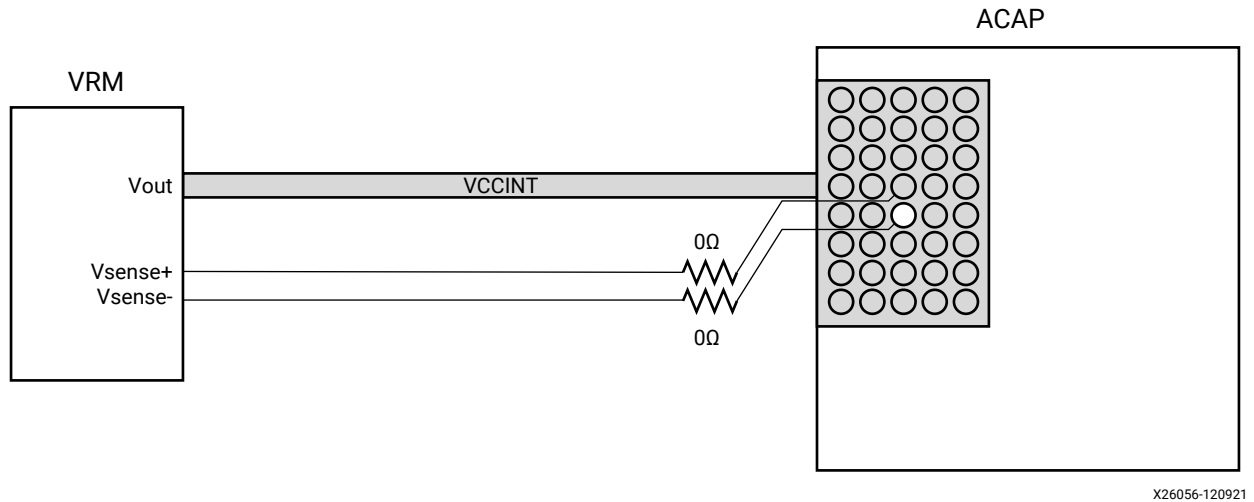 ACAP
VRM
Vout
VCCINT
0Ω
Vsense+
Vsense-
0Ω
X26056-120921